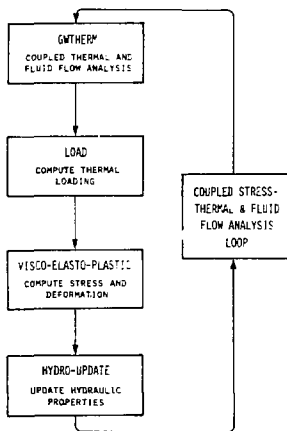 GWTHERM
COUPLED THERMAL AND
FLUID FLOW ANALYSIS
LOAD
COMPUTE THERMAL
LOADING
VISCO-ELASTO-PLASTIC
COMPUTE STRESS AND
DEFORMATION
HYDRO-UPDATE
UPDATE HYDRAULIC
PROPERTIES
COUPLED STRESS-
THERMAL & FLUID
FLOW ANALYSIS
LOOP